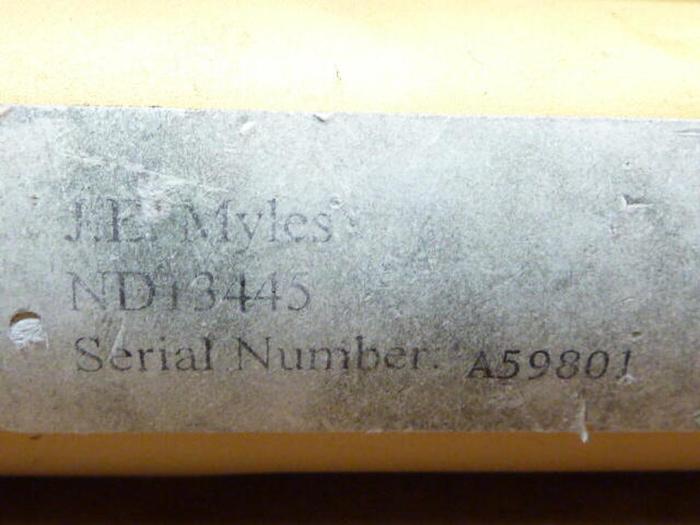 J.E. Myles
ND13445
Serial Number: A59801